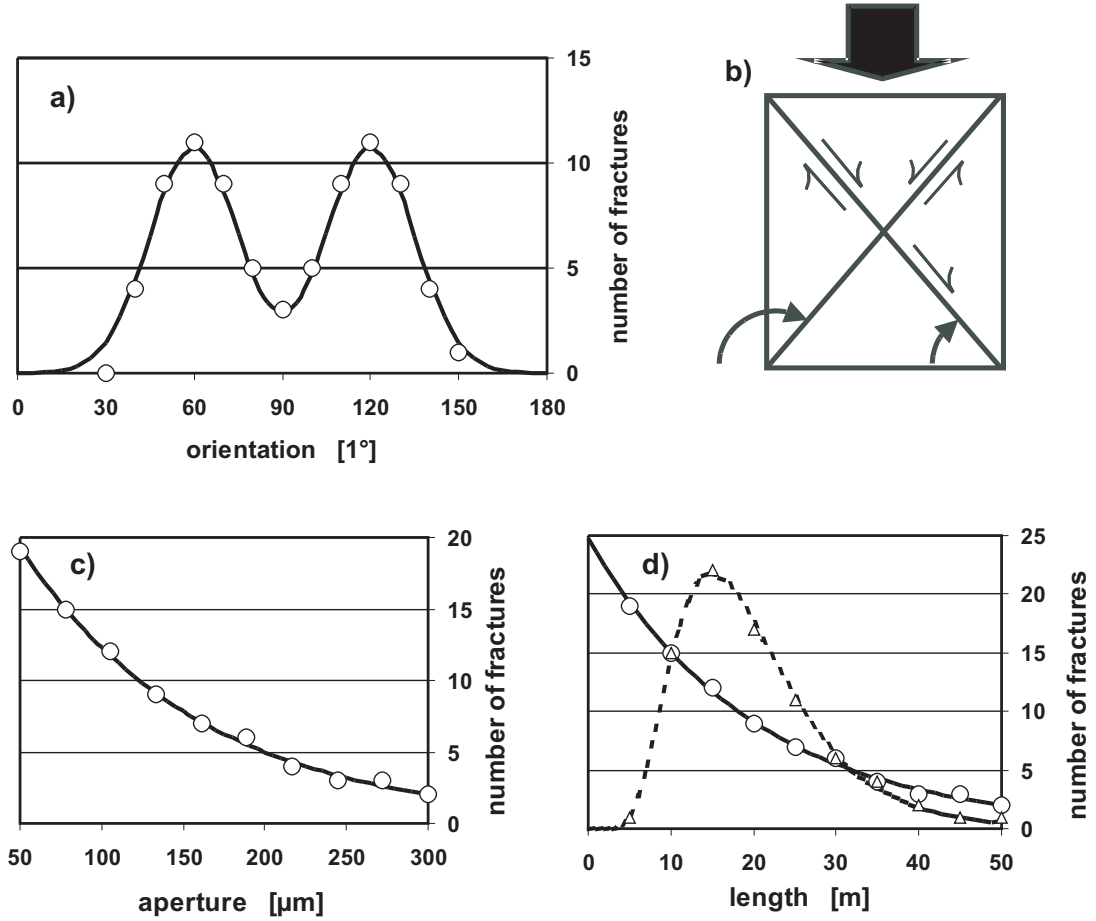 a)
15
10
5
0
number of fractures
0 30 60 90 120 150 180
orientation [1°]
b)
c)
20
15
10
5
0
number of fractures
50 100 150 200 250 300
aperture [µm]
d)
25
20
15
10
5
0
number of fractures
0 10 20 30 40 50
length [m]